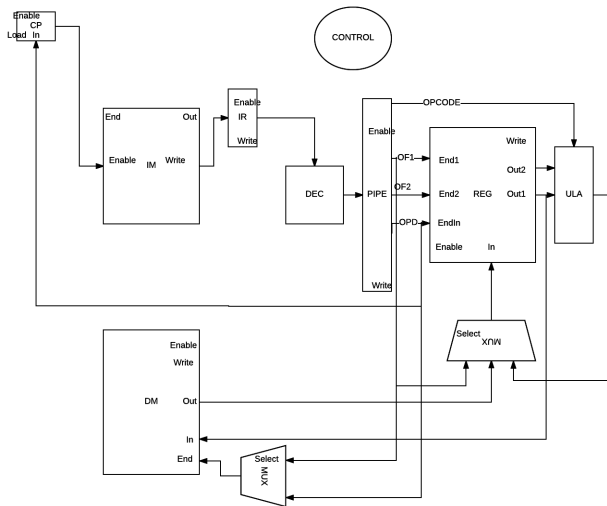 Enable
CP
Load In
CONTROL
End
Out
Enable
IM
Write
Enable
IR
Write
DEC
Enable
PIPE
Write
OPCODE
OF1
OF2
OPD
Write
End1
Out2
End2
REG
Out1
EndIn
Enable
In
ULA
Select
MUX
Enable
Write
DM
Out
In
End
Select
MUX